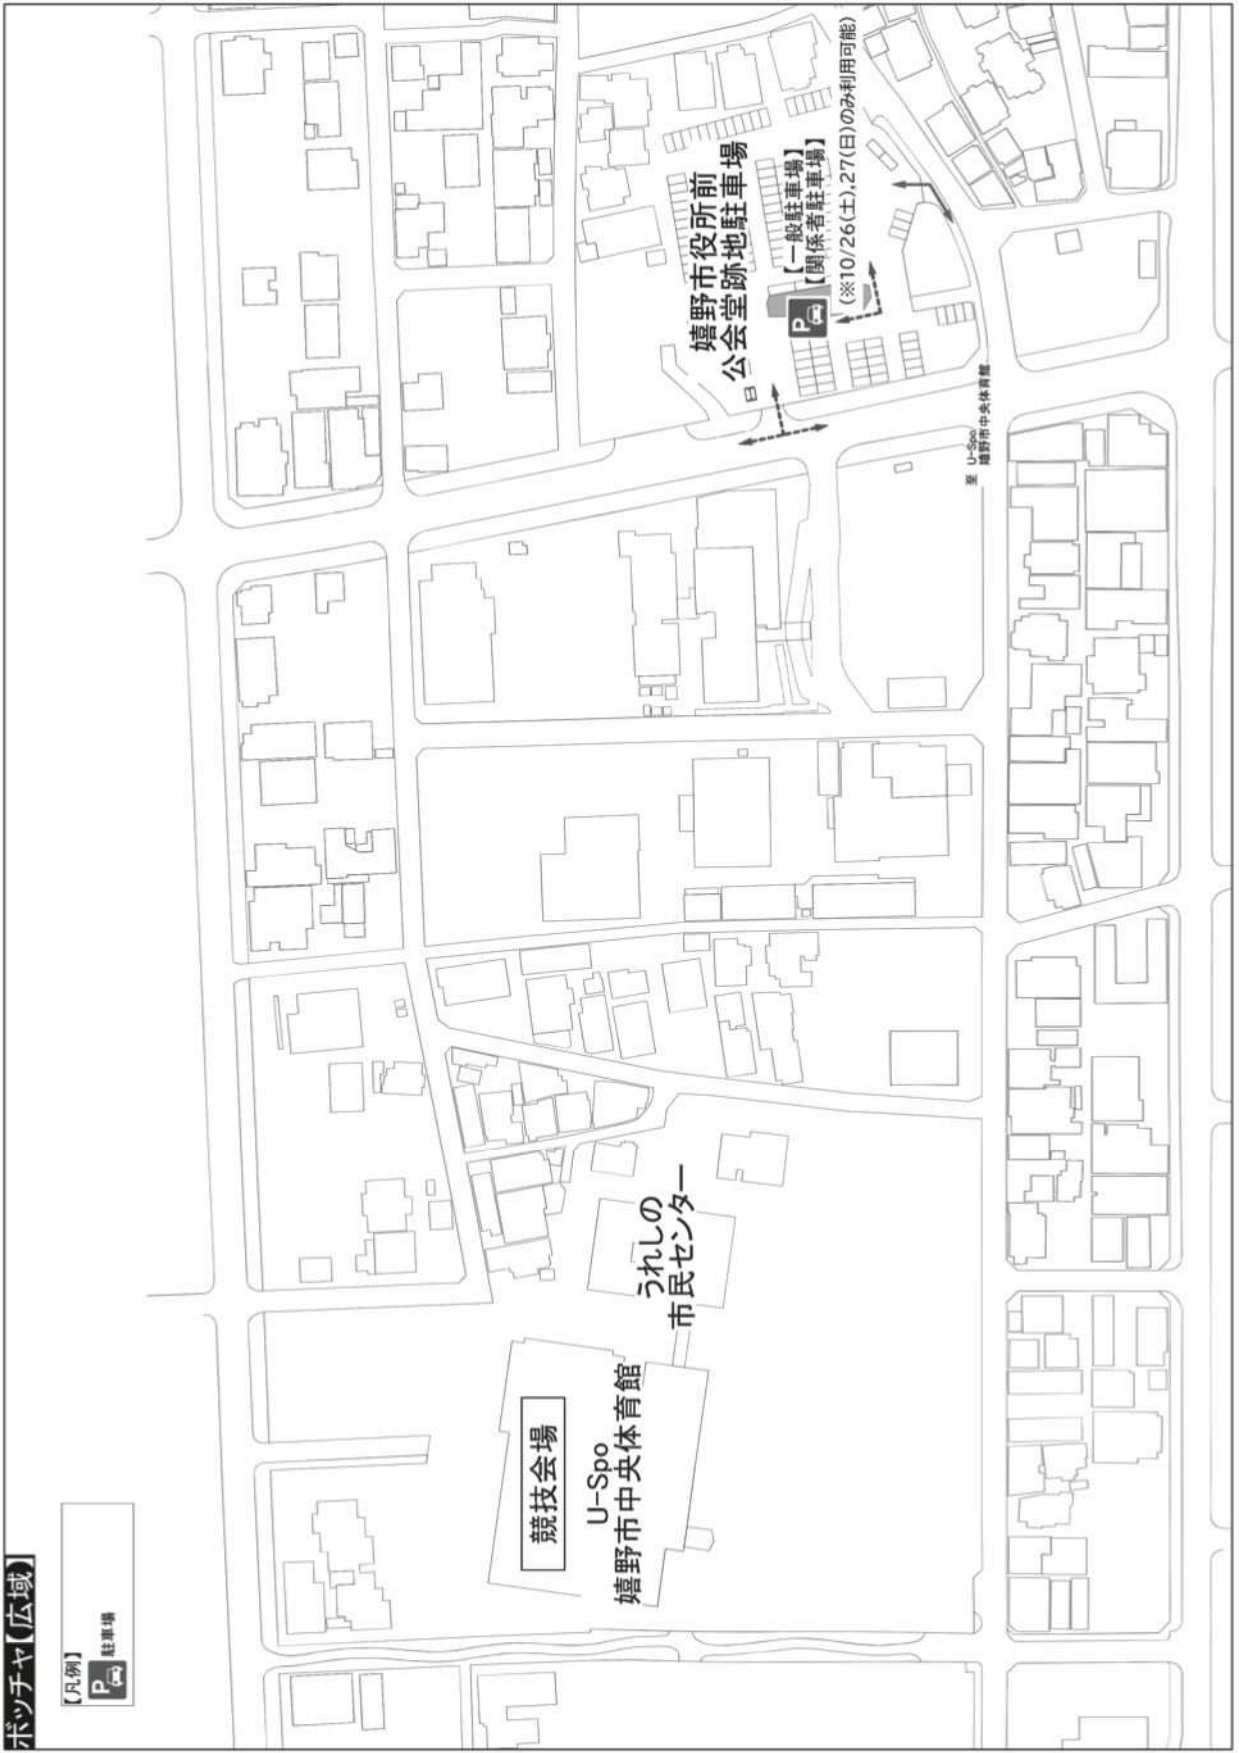 ボッチャ【広域】
【凡例】
P 駐車場
競技会場
U-Spo
嬉野市中央体育館
うれしの
市民センター
嬉野市役所前
公会堂跡地駐車場
P
【一般駐車場】
【関係者駐車場】
(※10/26(土),27(日)のみ利用可能)
至 U-Spo
嬉野市中央体育館